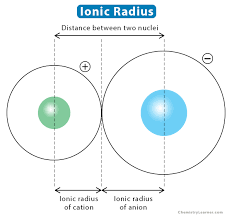 Ionic Radius
Distance between two nuclei
+
−
Ionic radius
of cation
Ionic radius
of anion
ChemistryLearner.com